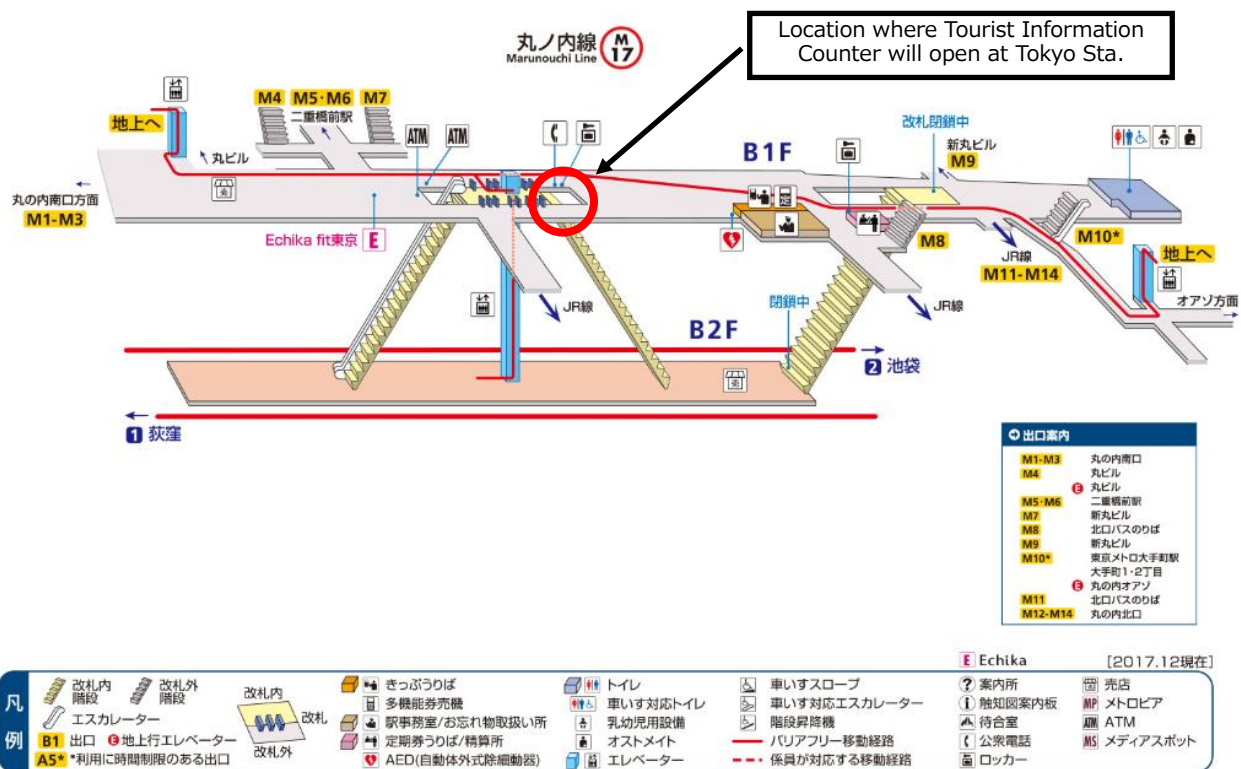 Location where Tourist Information
Counter will open at Tokyo Sta.
丸ノ内線
Marunouchi Line
M
17
M4 M5・M6 M7
二重橋前駅
地上へ
丸ビル
ATM ATM
B1F
改札閉鎖中
新丸ビル
M9
丸の内南口方面
M1-M3
Echika fit東京 E
売
M8
JR線
M11-M14
M10*
地上へ
オアゾ方面
JR線
JR線
閉鎖中
B2F
売
2 池袋
1 荻窪
出口案内
M1-M3 丸の内南口
M4 丸ビル
E 丸ビル
M5・M6 二重橋前駅
M7 新丸ビル
M8 北口バスのりば
M9 新丸ビル
M10* 東京メトロ大手町駅
大手町1・2丁目
E 丸の内オアゾ
M11 北口バスのりば
M12-M14 丸の内北口
E Echika [2017.12現在]
凡例
改札内階段
改札外階段
エスカレーター
B1 出口 E 地上行エレベーター
A5* *利用に時間制限のある出口
改札内
改札
改札外
きっぷうりば
多機能券売機
駅事務室/お忘れ物取扱い所
定期券うりば/精算所
AED(自動体外式除細動器)
トイレ
車いす対応トイレ
乳幼児用設備
オストメイト
エレベーター
車いすスロープ
車いす対応エスカレーター
階段昇降機
バリアフリー移動経路
係員が対応する移動経路
? 案内所
i 触知図案内板
待合室
公衆電話
ロッカー
売 売店
MP メトロピア
ATM ATM
MS メディアスポット